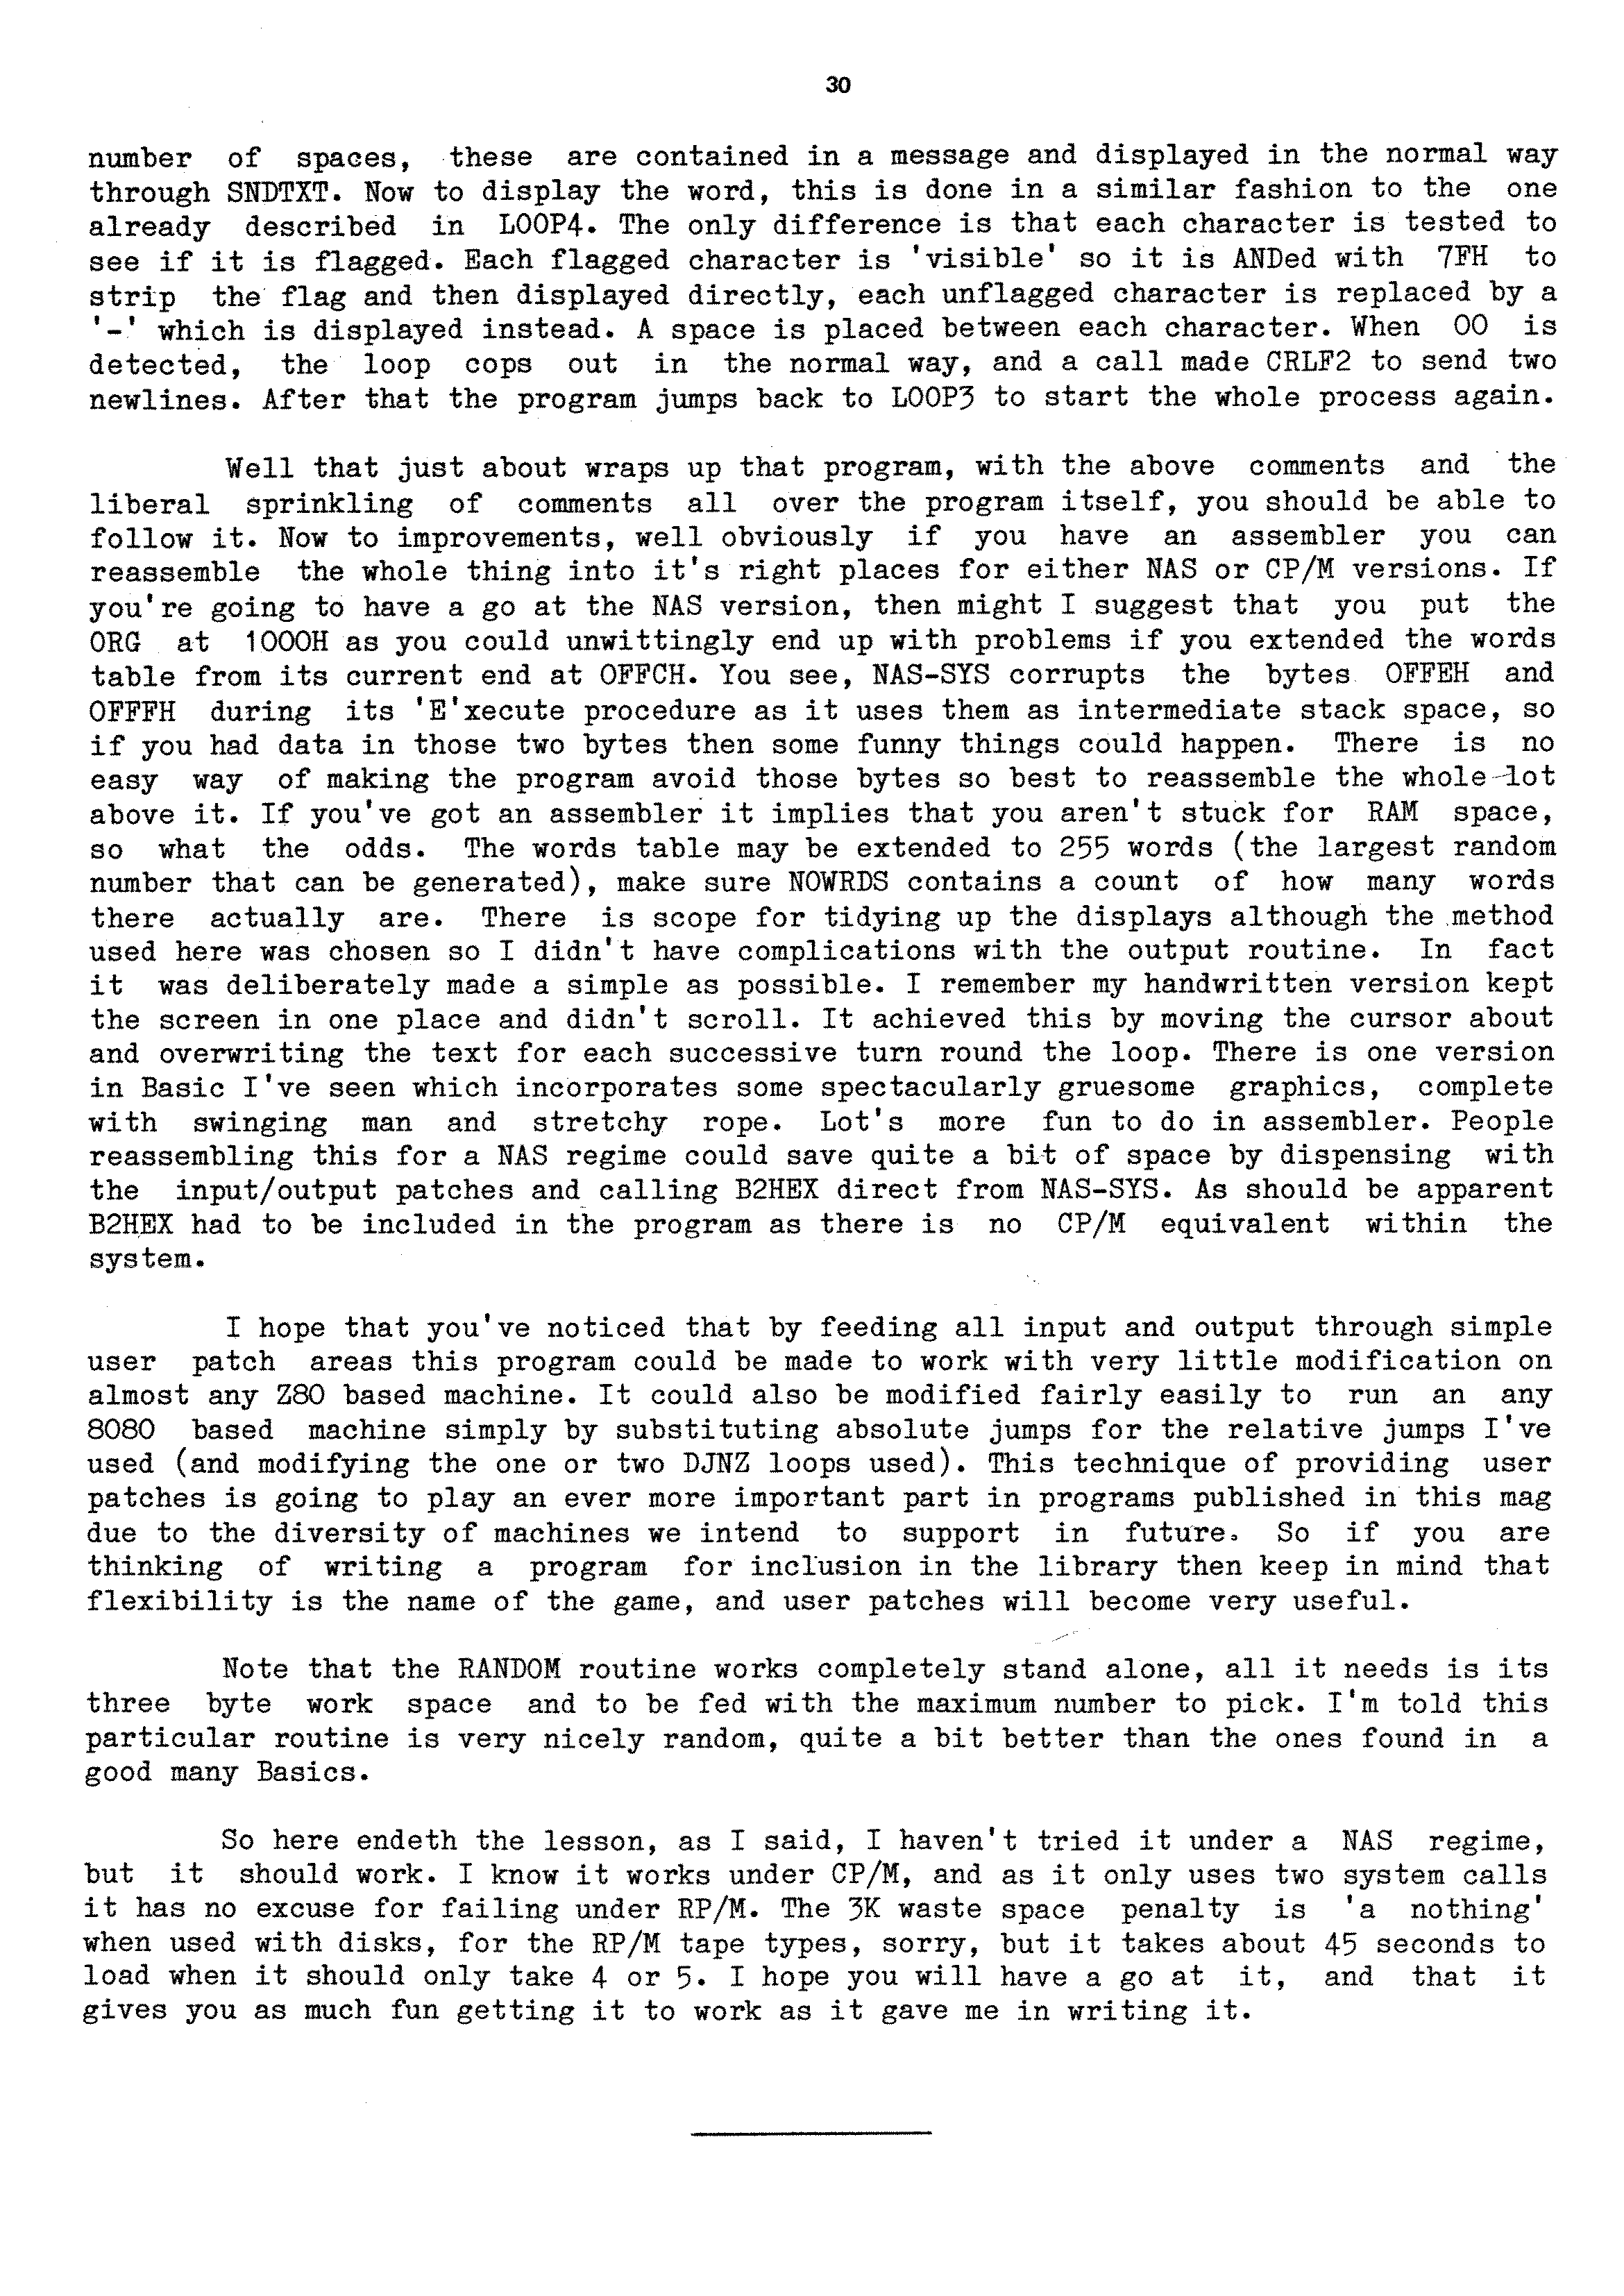 30
number of spaces, these are contained in a message and displayed in the normal way
through SNDTXT. Now to display the word, this is done in a similar fashion to the one
already described in LOOP4. The only difference is that each character is tested to
see if it is flagged. Each flagged character is 'visible' so it is ANDed with 7FH to
strip the flag and then displayed directly, each unflagged character is replaced by a
'-' which is displayed instead. A space is placed between each character. When 00 is
detected, the loop cops out in the normal way, and a call made CRLF2 to send two
newlines. After that the program jumps back to LOOP3 to start the whole process again.
Well that just about wraps up that program, with the above comments and the
liberal sprinkling of comments all over the program itself, you should be able to
follow it. Now to improvements, well obviously if you have an assembler you can
reassemble the whole thing into it's right places for either NAS or CP/M versions. If
you're going to have a go at the NAS version, then might I suggest that you put the
ORG at 1000H as you could unwittingly end up with problems if you extended the words
table from its current end at 0FFCH. You see, NAS-SYS corrupts the bytes 0FFEH and
0FFFH during its 'E'xecute procedure as it uses them as intermediate stack space, so
if you had data in those two bytes then some funny things could happen. There is no
easy way of making the program avoid those bytes so best to reassemble the whole lot
above it. If you've got an assembler it implies that you aren't stuck for RAM space,
so what the odds. The words table may be extended to 255 words (the largest random
number that can be generated), make sure NOWRDS contains a count of how many words
there actually are. There is scope for tidying up the displays although the method
used here was chosen so I didn't have complications with the output routine. In fact
it was deliberately made a simple as possible. I remember my handwritten version kept
the screen in one place and didn't scroll. It achieved this by moving the cursor about
and overwriting the text for each successive turn round the loop. There is one version
in Basic I've seen which incorporates some spectacularly gruesome graphics, complete
with swinging man and stretchy rope. Lot's more fun to do in assembler. People
reassembling this for a NAS regime could save quite a bit of space by dispensing with
the input/output patches and calling B2HEX direct from NAS-SYS. As should be apparent
B2HEX had to be included in the program as there is no CP/M equivalent within the
system.
I hope that you've noticed that by feeding all input and output through simple
user patch areas this program could be made to work with very little modification on
almost any Z80 based machine. It could also be modified fairly easily to run an any
8080 based machine simply by substituting absolute jumps for the relative jumps I've
used (and modifying the one or two DJNZ loops used). This technique of providing user
patches is going to play an ever more important part in programs published in this mag
due to the diversity of machines we intend to support in future. So if you are
thinking of writing a program for inclusion in the library then keep in mind that
flexibility is the name of the game, and user patches will become very useful.
Note that the RANDOM routine works completely stand alone, all it needs is its
three byte work space and to be fed with the maximum number to pick. I'm told this
particular routine is very nicely random, quite a bit better than the ones found in a
good many Basics.
So here endeth the lesson, as I said, I haven't tried it under a NAS regime,
but it should work. I know it works under CP/M, and as it only uses two system calls
it has no excuse for failing under RP/M. The 3K waste space penalty is 'a nothing'
when used with disks, for the RP/M tape types, sorry, but it takes about 45 seconds to
load when it should only take 4 or 5. I hope you will have a go at it, and that it
gives you as much fun getting it to work as it gave me in writing it.